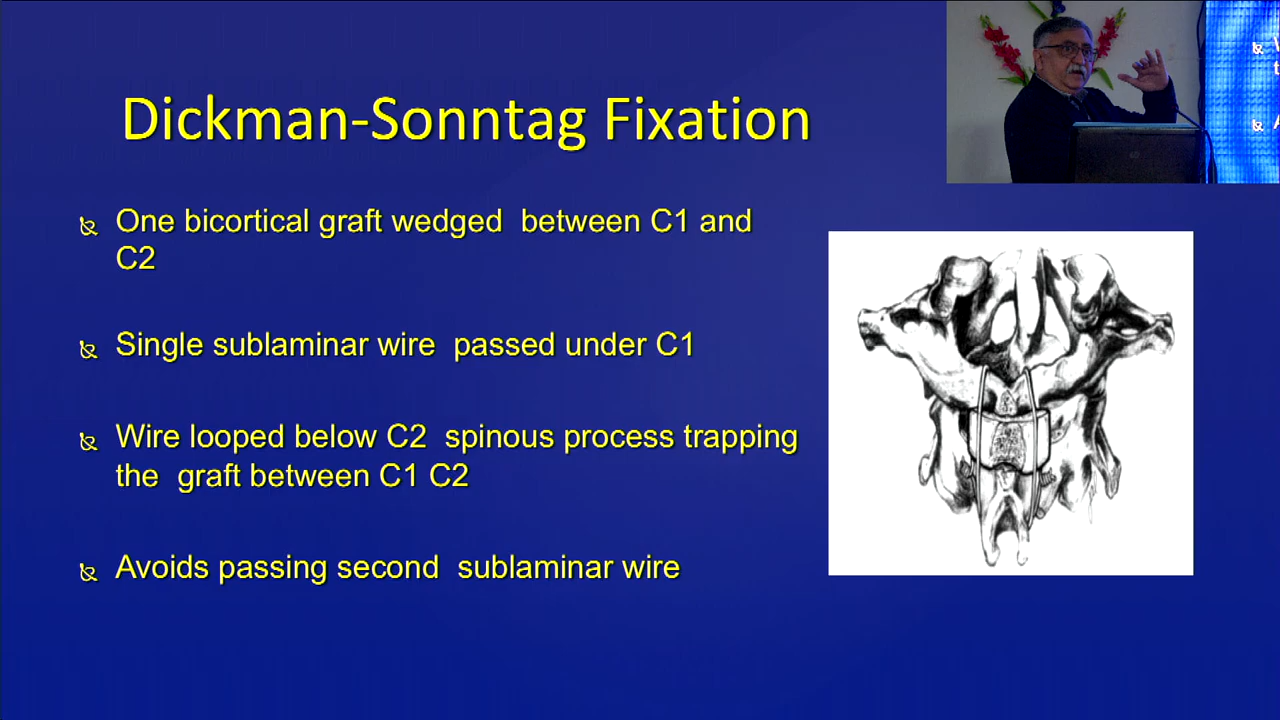 Dickman-Sonntag Fixation
One bicortical graft wedged between C1 and
C2
Single sublaminar wire passed under C1
Wire looped below C2 spinous process trapping
the graft between C1 C2
Avoids passing second sublaminar wire